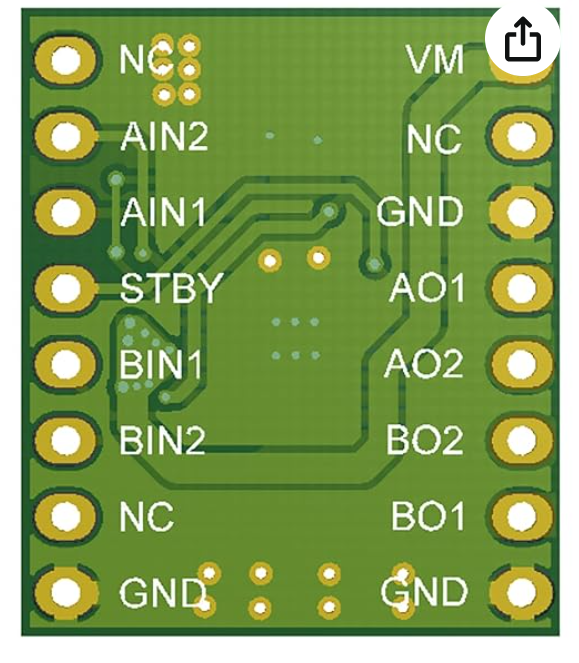 NC VM
AIN2 NC
AIN1 GND
STBY AO1
BIN1 AO2
BIN2 BO2
NC BO1
GND GND